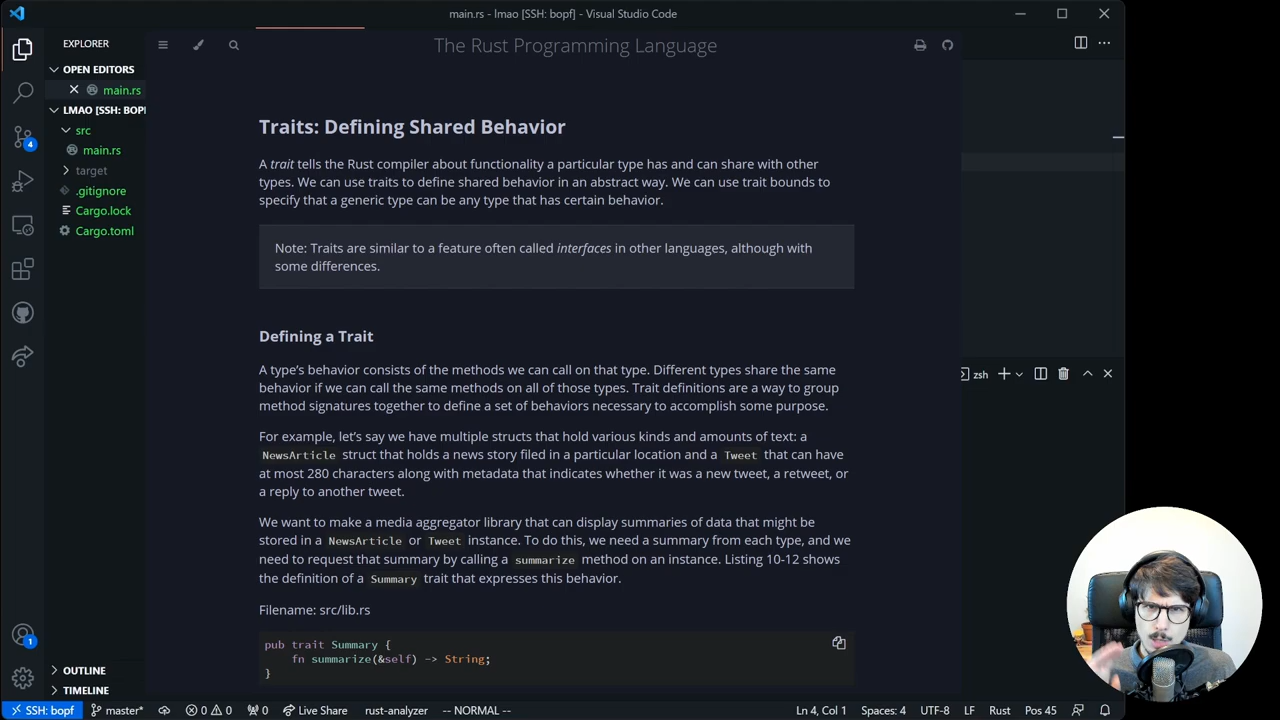 main.rs - lmao [SSH: bopf] - Visual Studio Code
EXPLORER
OPEN EDITORS
main.rs
LMAO [SSH: BOPF
src
main.rs
target
.gitignore
Cargo.lock
Cargo.toml
OUTLINE
TIMELINE
4
1
The Rust Programming Language
Traits: Defining Shared Behavior
A trait tells the Rust compiler about functionality a particular type has and can share with other
types. We can use traits to define shared behavior in an abstract way. We can use trait bounds to
specify that a generic type can be any type that has certain behavior.
Note: Traits are similar to a feature often called interfaces in other languages, although with
some differences.
Defining a Trait
A type's behavior consists of the methods we can call on that type. Different types share the same
behavior if we can call the same methods on all of those types. Trait definitions are a way to group
method signatures together to define a set of behaviors necessary to accomplish some purpose.
For example, let's say we have multiple structs that hold various kinds and amounts of text: a
NewsArticle struct that holds a news story filed in a particular location and a Tweet that can have
at most 280 characters along with metadata that indicates whether it was a new tweet, a retweet, or
a reply to another tweet.
We want to make a media aggregator library that can display summaries of data that might be
stored in a NewsArticle or Tweet instance. To do this, we need a summary from each type, and we
need to request that summary by calling a summarize method on an instance. Listing 10-12 shows
the definition of a Summary trait that expresses this behavior.
Filename: src/lib.rs
pub trait Summary {
fn summarize(&self) -> String;
}
zsh
SSH: bopf master* 0 0 0 Live Share rust-analyzer -- NORMAL -- Ln 4, Col 1 Spaces: 4 UTF-8 LF Rust Pos 45